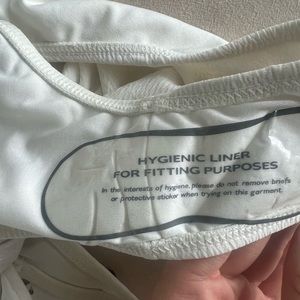 HYGIENIC LINER
FOR FITTING PURPOSES
In the interests of hygiene, please do not remove briefs
or protective sticker when trying on this garment.